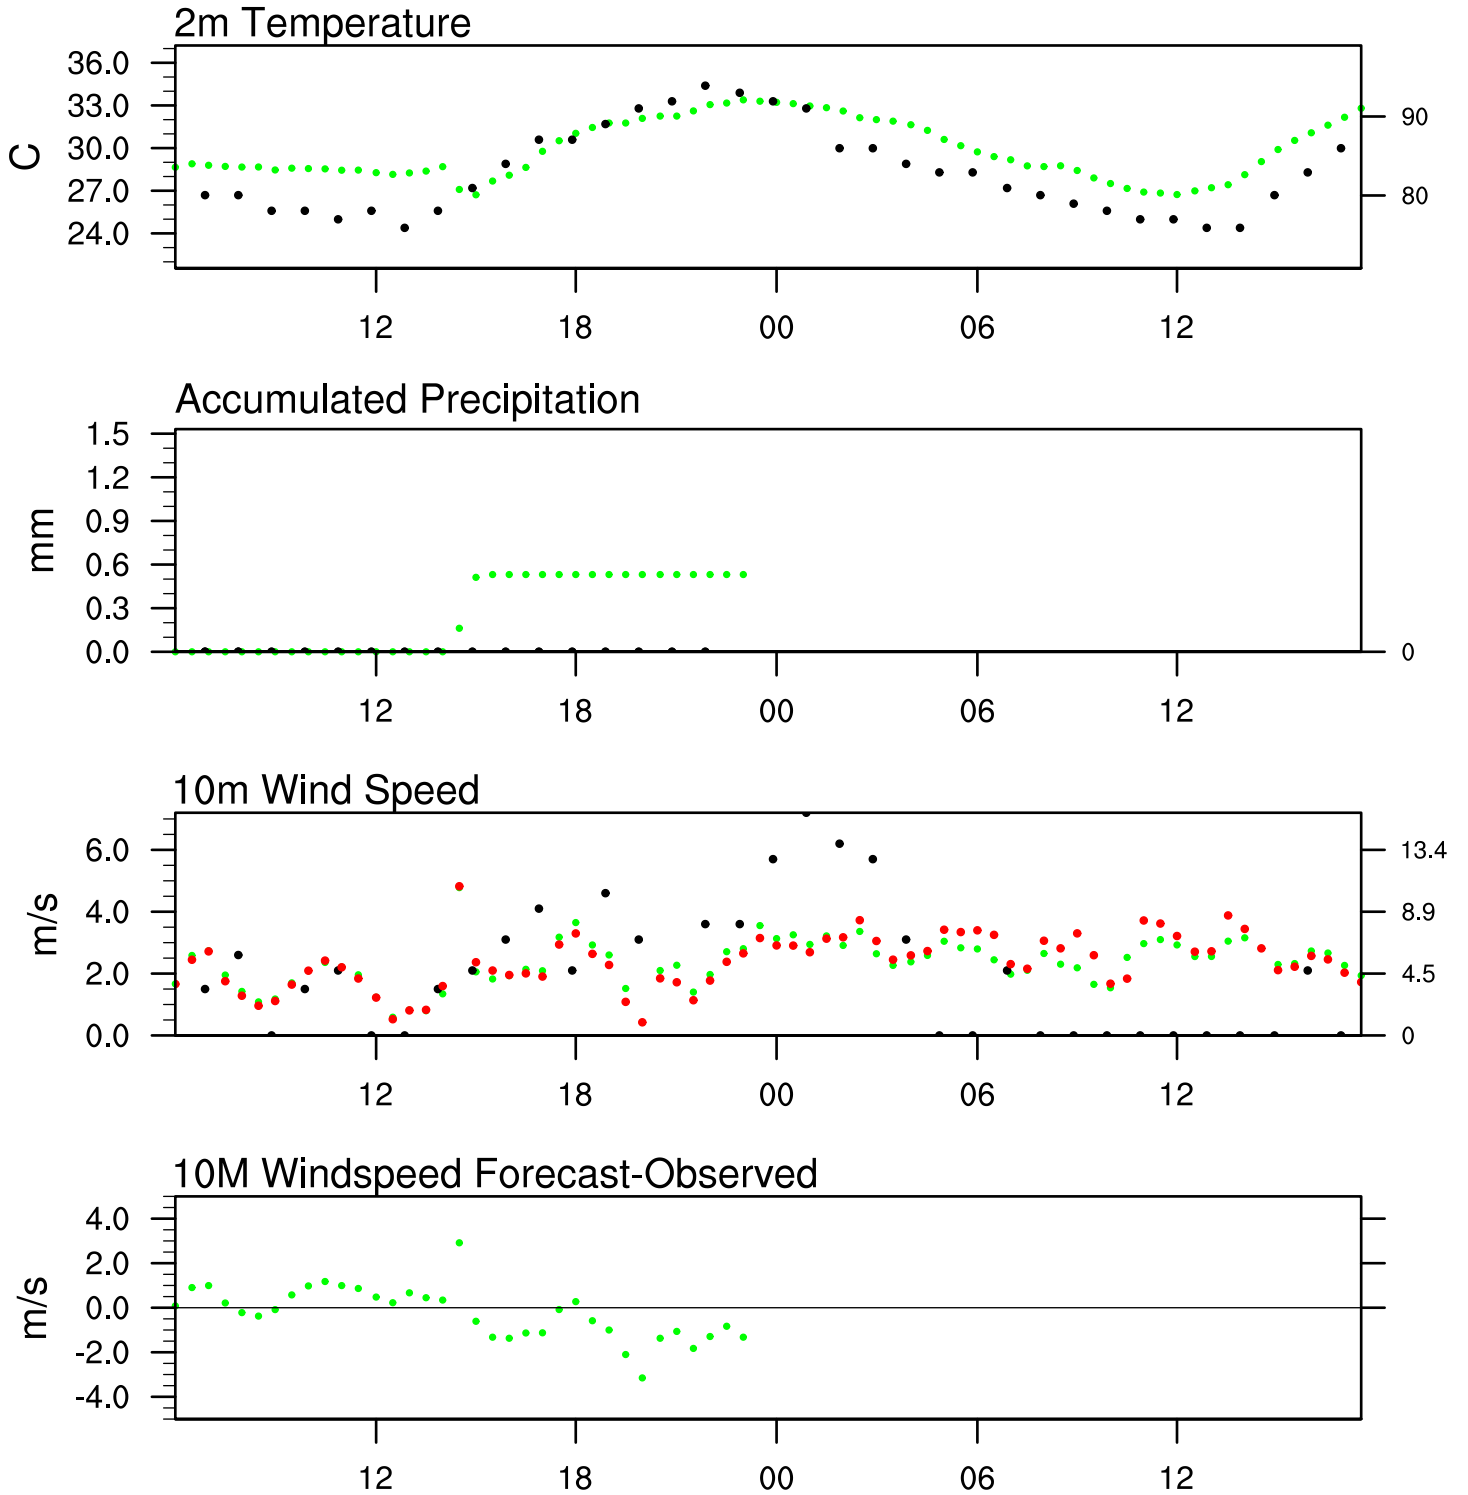 2m Temperature
36.0
33.0
90
30.0
C
27.0
80
24.0
12 18 00 06 12
Accumulated Precipitation
1.5
1.2
0.9
mm
0.6
0.3
0.0 0
12 18 00 06 12
10m Wind Speed
6.0 13.4
4.0 8.9
m/s
2.0 4.5
0.0 0
12 18 00 06 12
10M Windspeed Forecast-Observed
4.0
2.0
0.0
m/s
-2.0
-4.0
12 18 00 06 12